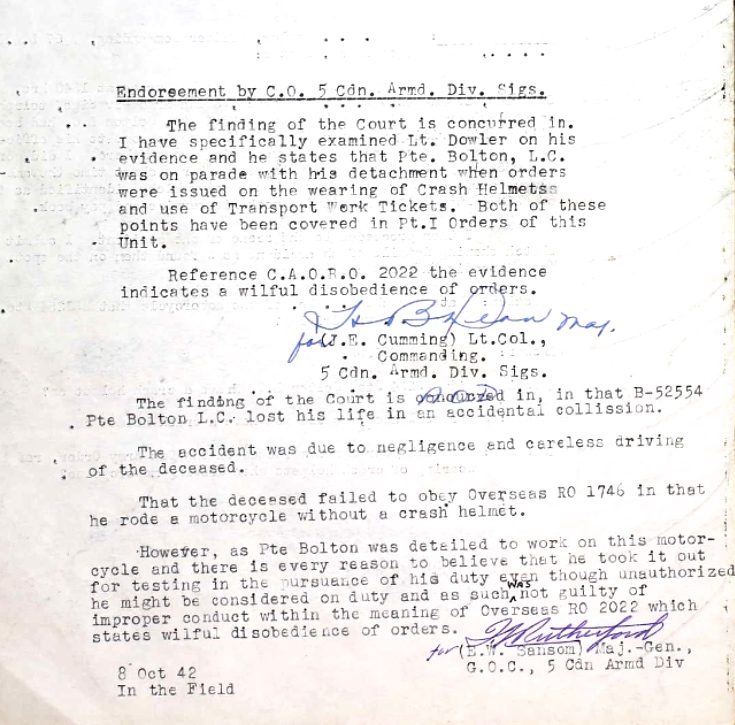 Endorsement by C.O. 5 Cdn. Armd. Div. Sigs.
The finding of the Court is concurred in.
I have specifically examined Lt. Dowler on his
evidence and he states that Pte. Bolton, L.C.
was on parade with his detachment when orders
were issued on the wearing of Crash Helmetss
and use of Transport Work Tickets. Both of these
points have been covered in Pt.I Orders of this
Unit.
Reference C.A.O.R.O. 2022 the evidence
indicates a wilful disobedience of orders.
Maj.
for (J.E. Cumming) Lt.Col.,
Commanding.
5 Cdn. Armd. Div. Sigs.
The finding of the Court is concurred in, in that B-52554
Pte Bolton L.C. lost his life in an accidental collission.
The accident was due to negligence and careless driving
of the deceased.
That the deceased failed to obey Overseas RO 1746 in that
he rode a motorcycle without a crash helmet.
However, as Pte Bolton was detailed to work on this motor-
cycle and there is every reason to believe that he took it out
for testing in the pursuance of his duty even though unauthorized
he might be considered on duty and as such was not guilty of
improper conduct within the meaning of Overseas RO 2022 which
states wilful disobedience of orders.
Rutherford
for (E.W. Sansom) Maj.-Gen.,
G.O.C., 5 Cdn Armd Div
8 Oct 42
In the Field